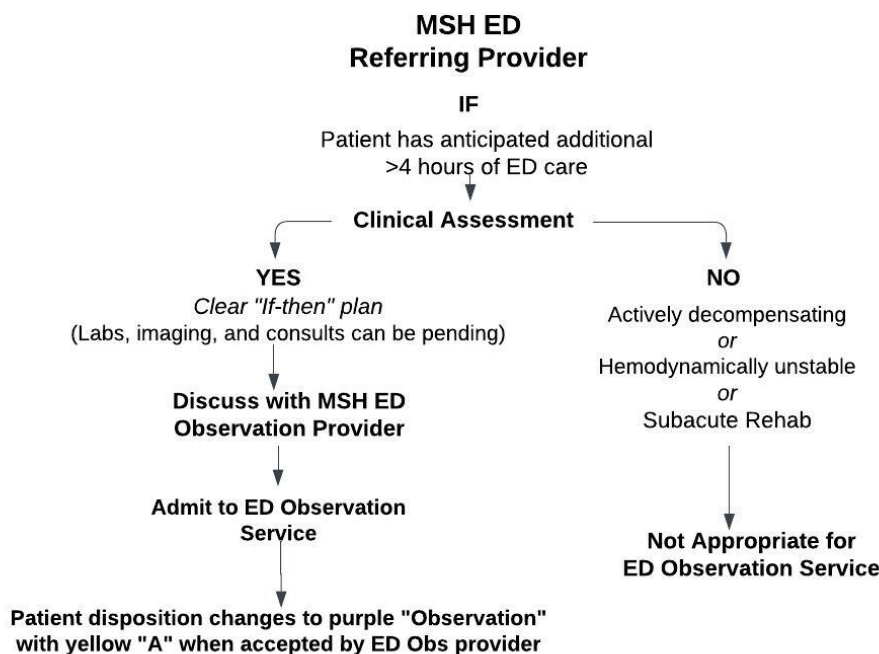 MSH ED
Referring Provider
IF
Patient has anticipated additional
>4 hours of ED care
Clinical Assessment
YES
Clear "If-then" plan
(Labs, imaging, and consults can be pending)
Discuss with MSH ED
Observation Provider
Admit to ED Observation
Service
Patient disposition changes to purple "Observation"
with yellow "A" when accepted by ED Obs provider
NO
Actively decompensating
or
Hemodynamically unstable
or
Subacute Rehab
Not Appropriate for
ED Observation Service